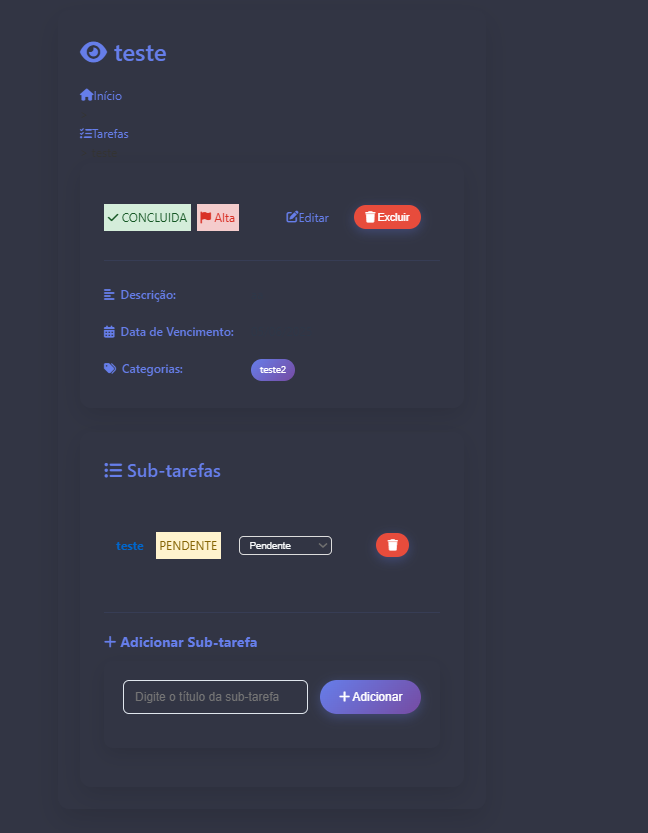 teste
Início
Tarefas
CONCLUIDA Alta Editar Excluir
Descrição:
Data de Vencimento:
Categorias: teste2
Sub-tarefas
teste PENDENTE Pendente
Adicionar Sub-tarefa
Digite o título da sub-tarefa Adicionar